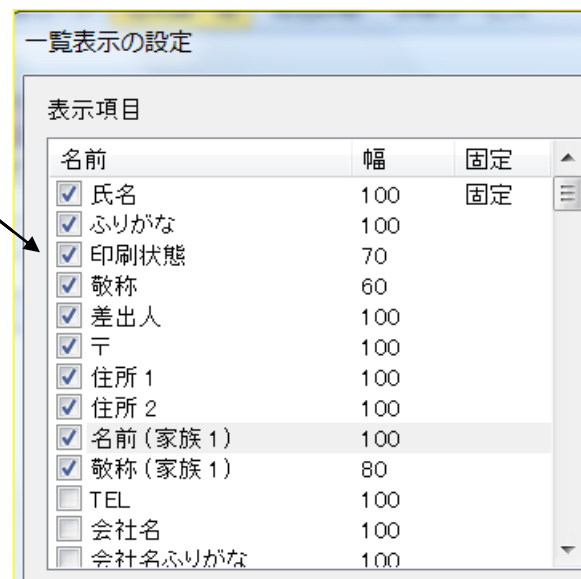 一覧表示の設定
表示項目
名前 幅 固定
氏名 100 固定
ふりがな 100
印刷状態 70
敬称 60
差出人 100
〒 100
住所1 100
住所2 100
名前(家族1) 100
敬称(家族1) 80
TEL 100
会社名 100
会社名ふりがな 100